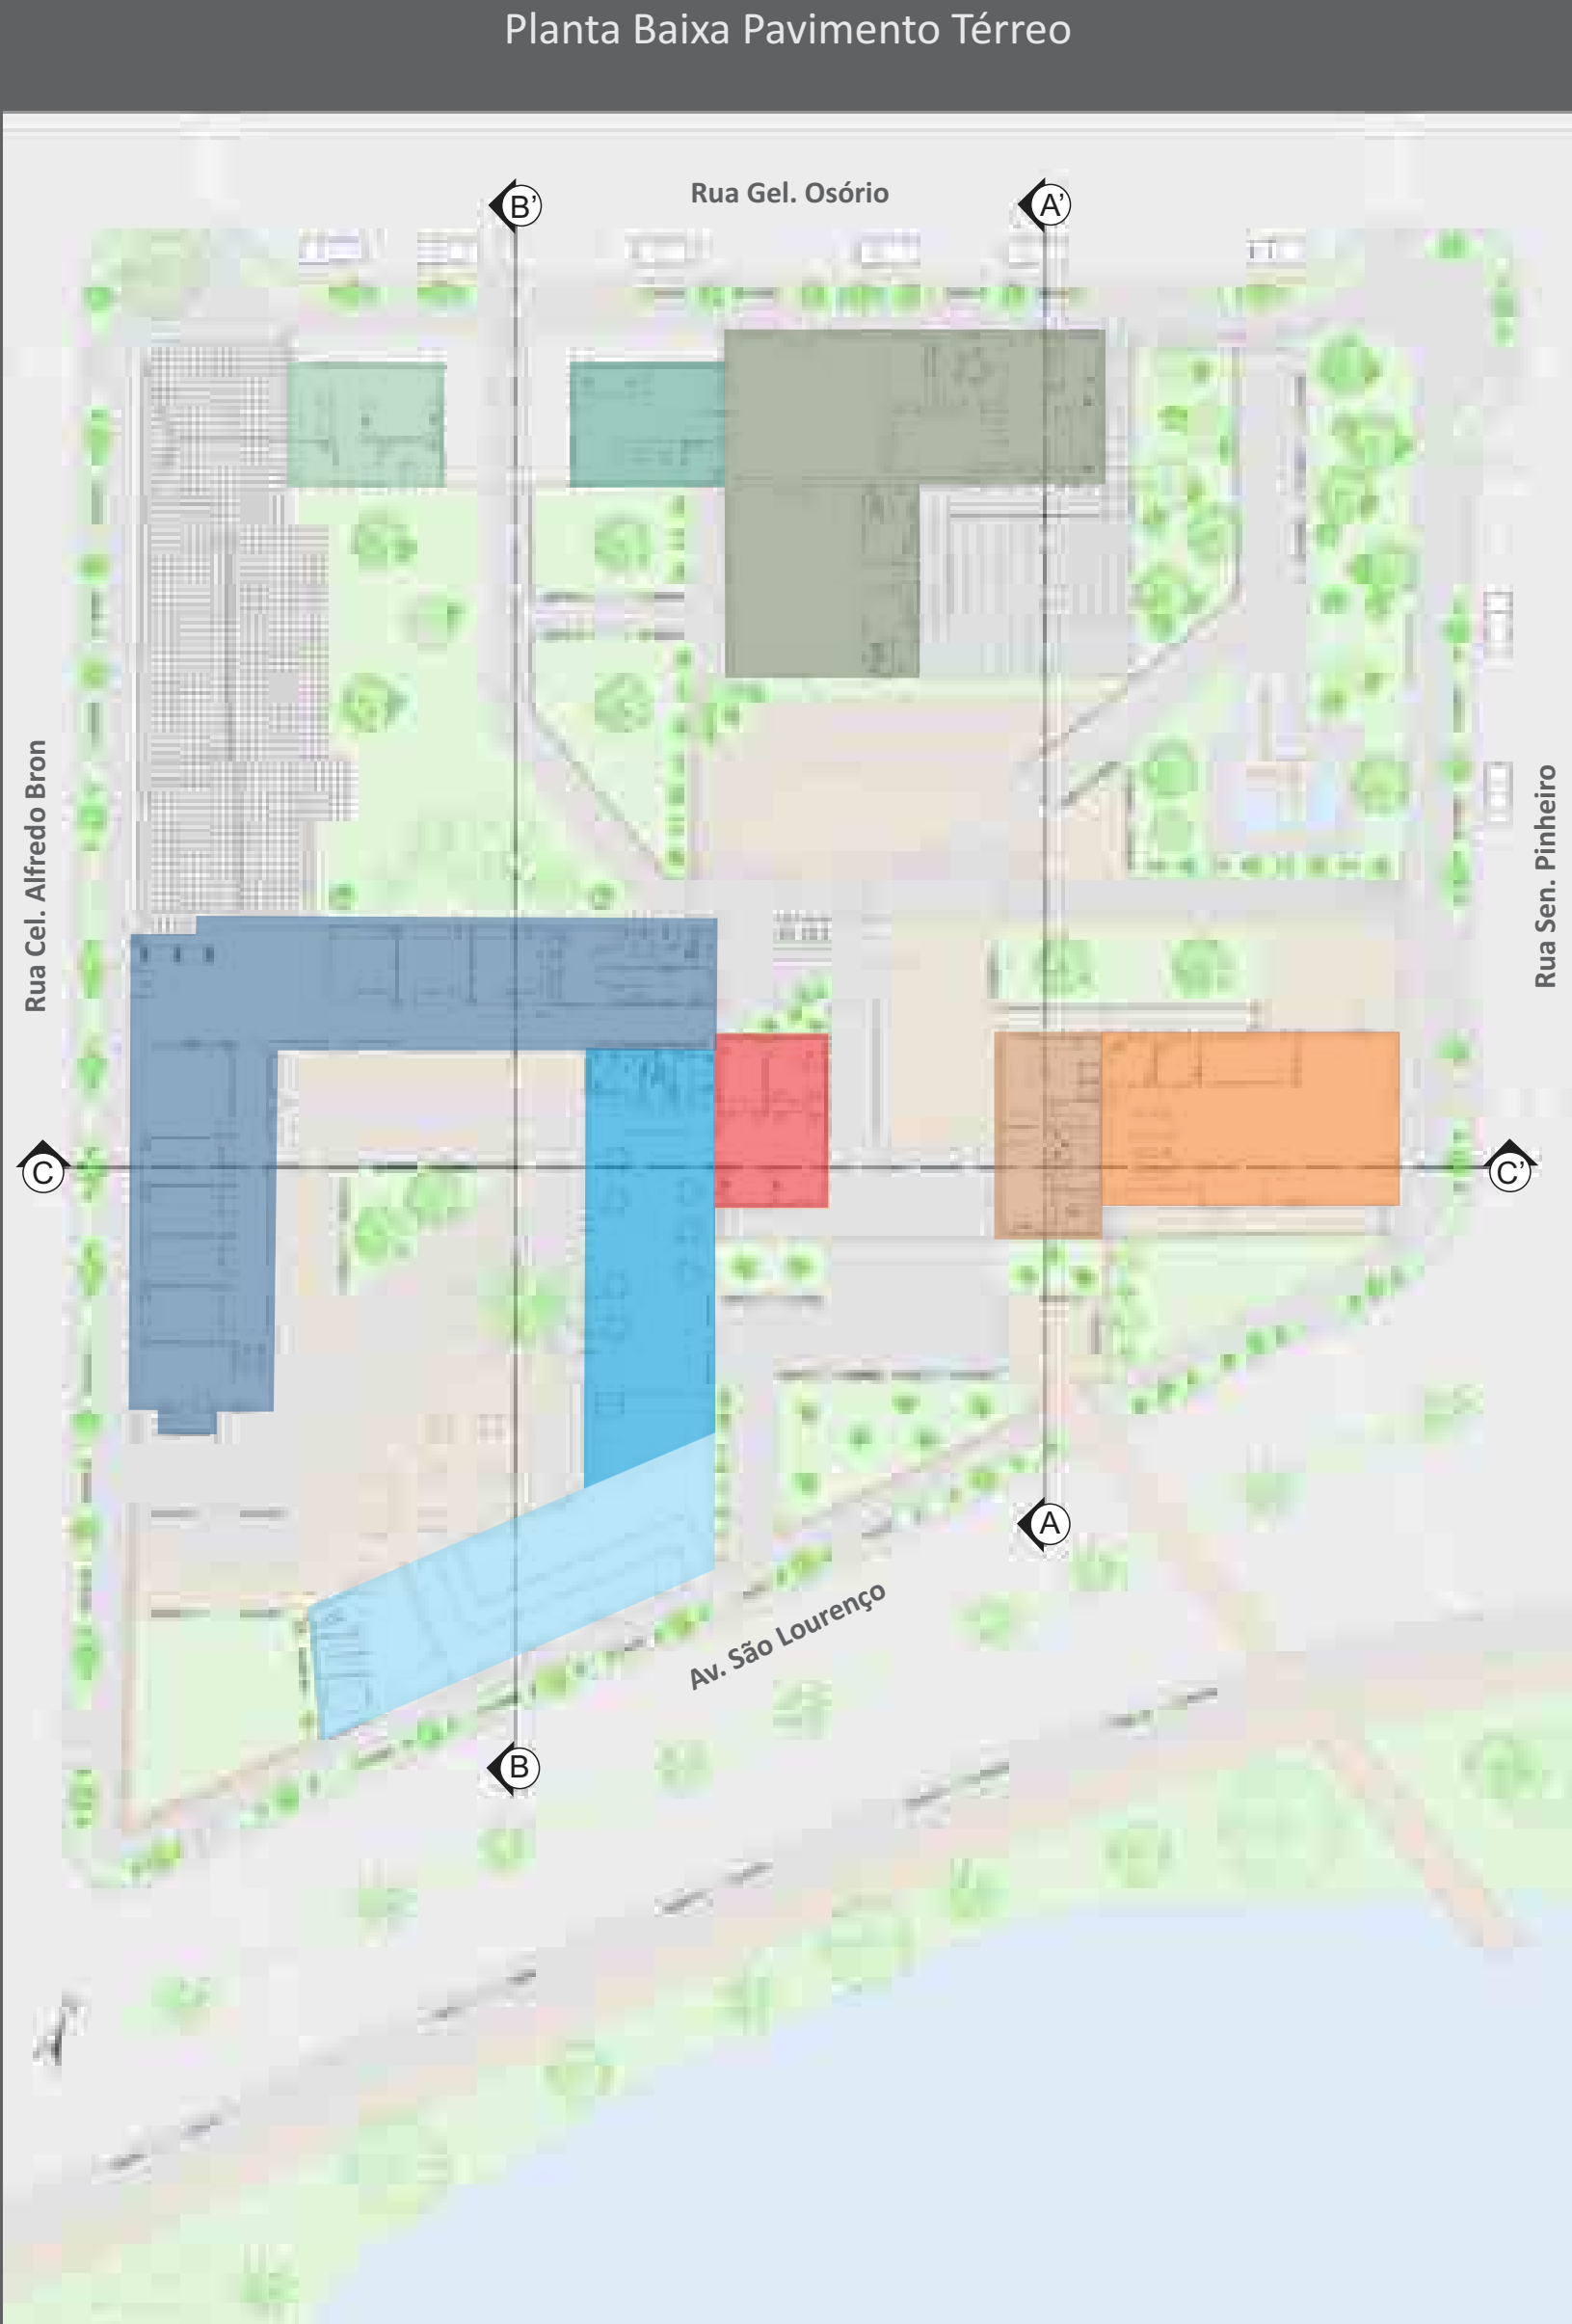 Planta Baixa Pavimento Térreo
Rua Gel. Osório
B'
A'
Rua Cel. Alfredo Bron
Rua Sen. Pinheiro
C
C'
A
Av. São Lourenço
B